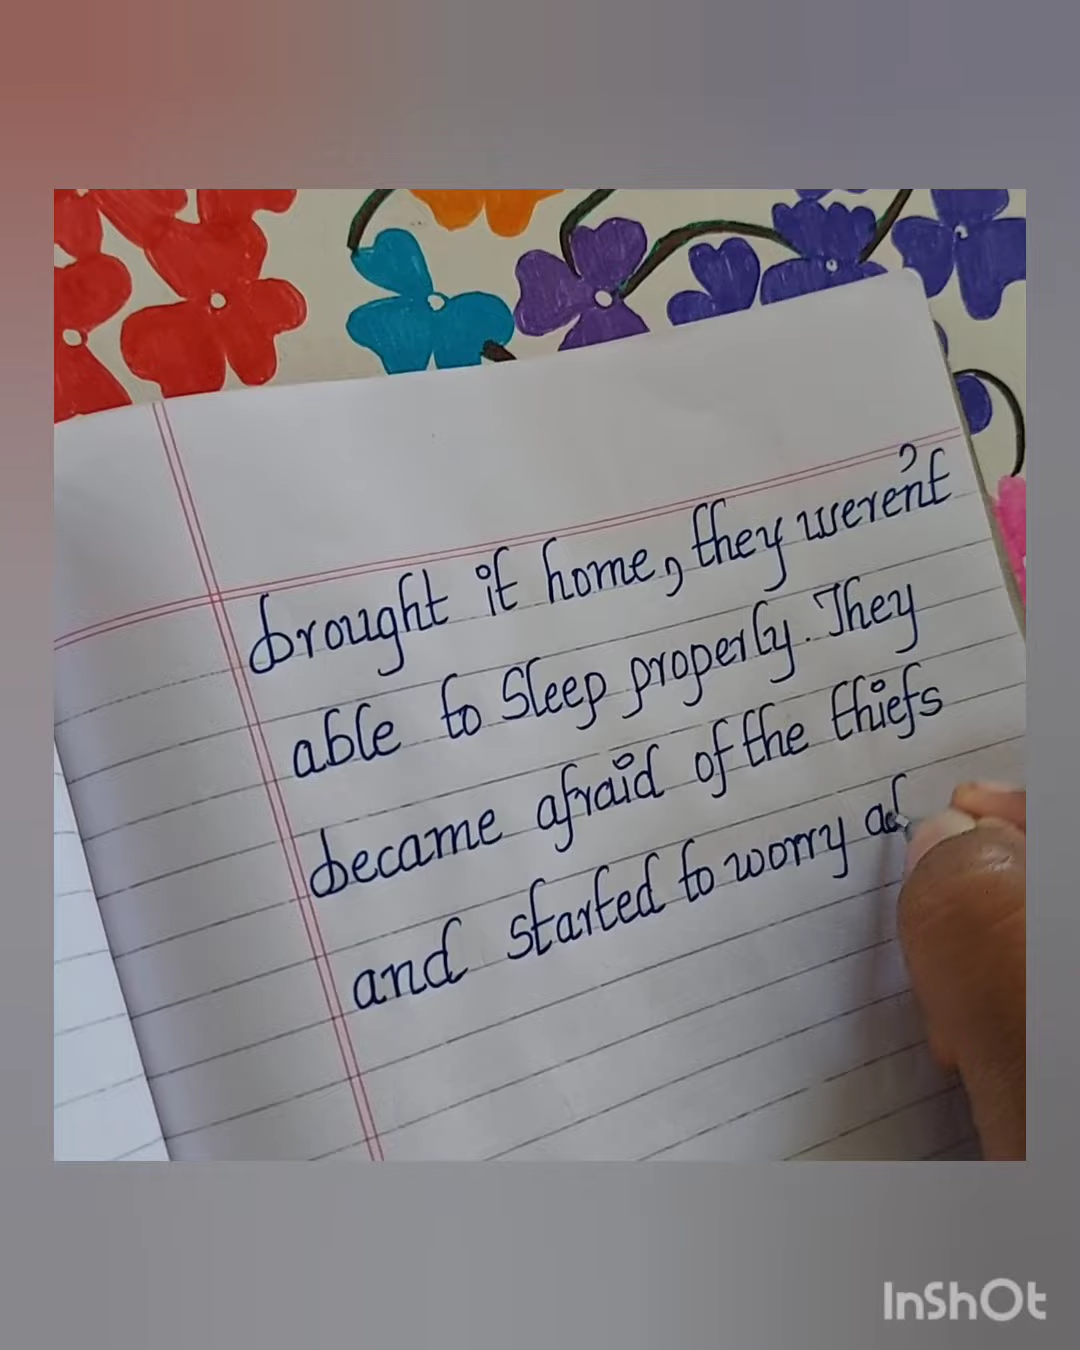 brought it home, they weren't
able to Sleep properly. They
became afraid of the thiefs
and started to worry
InShOt